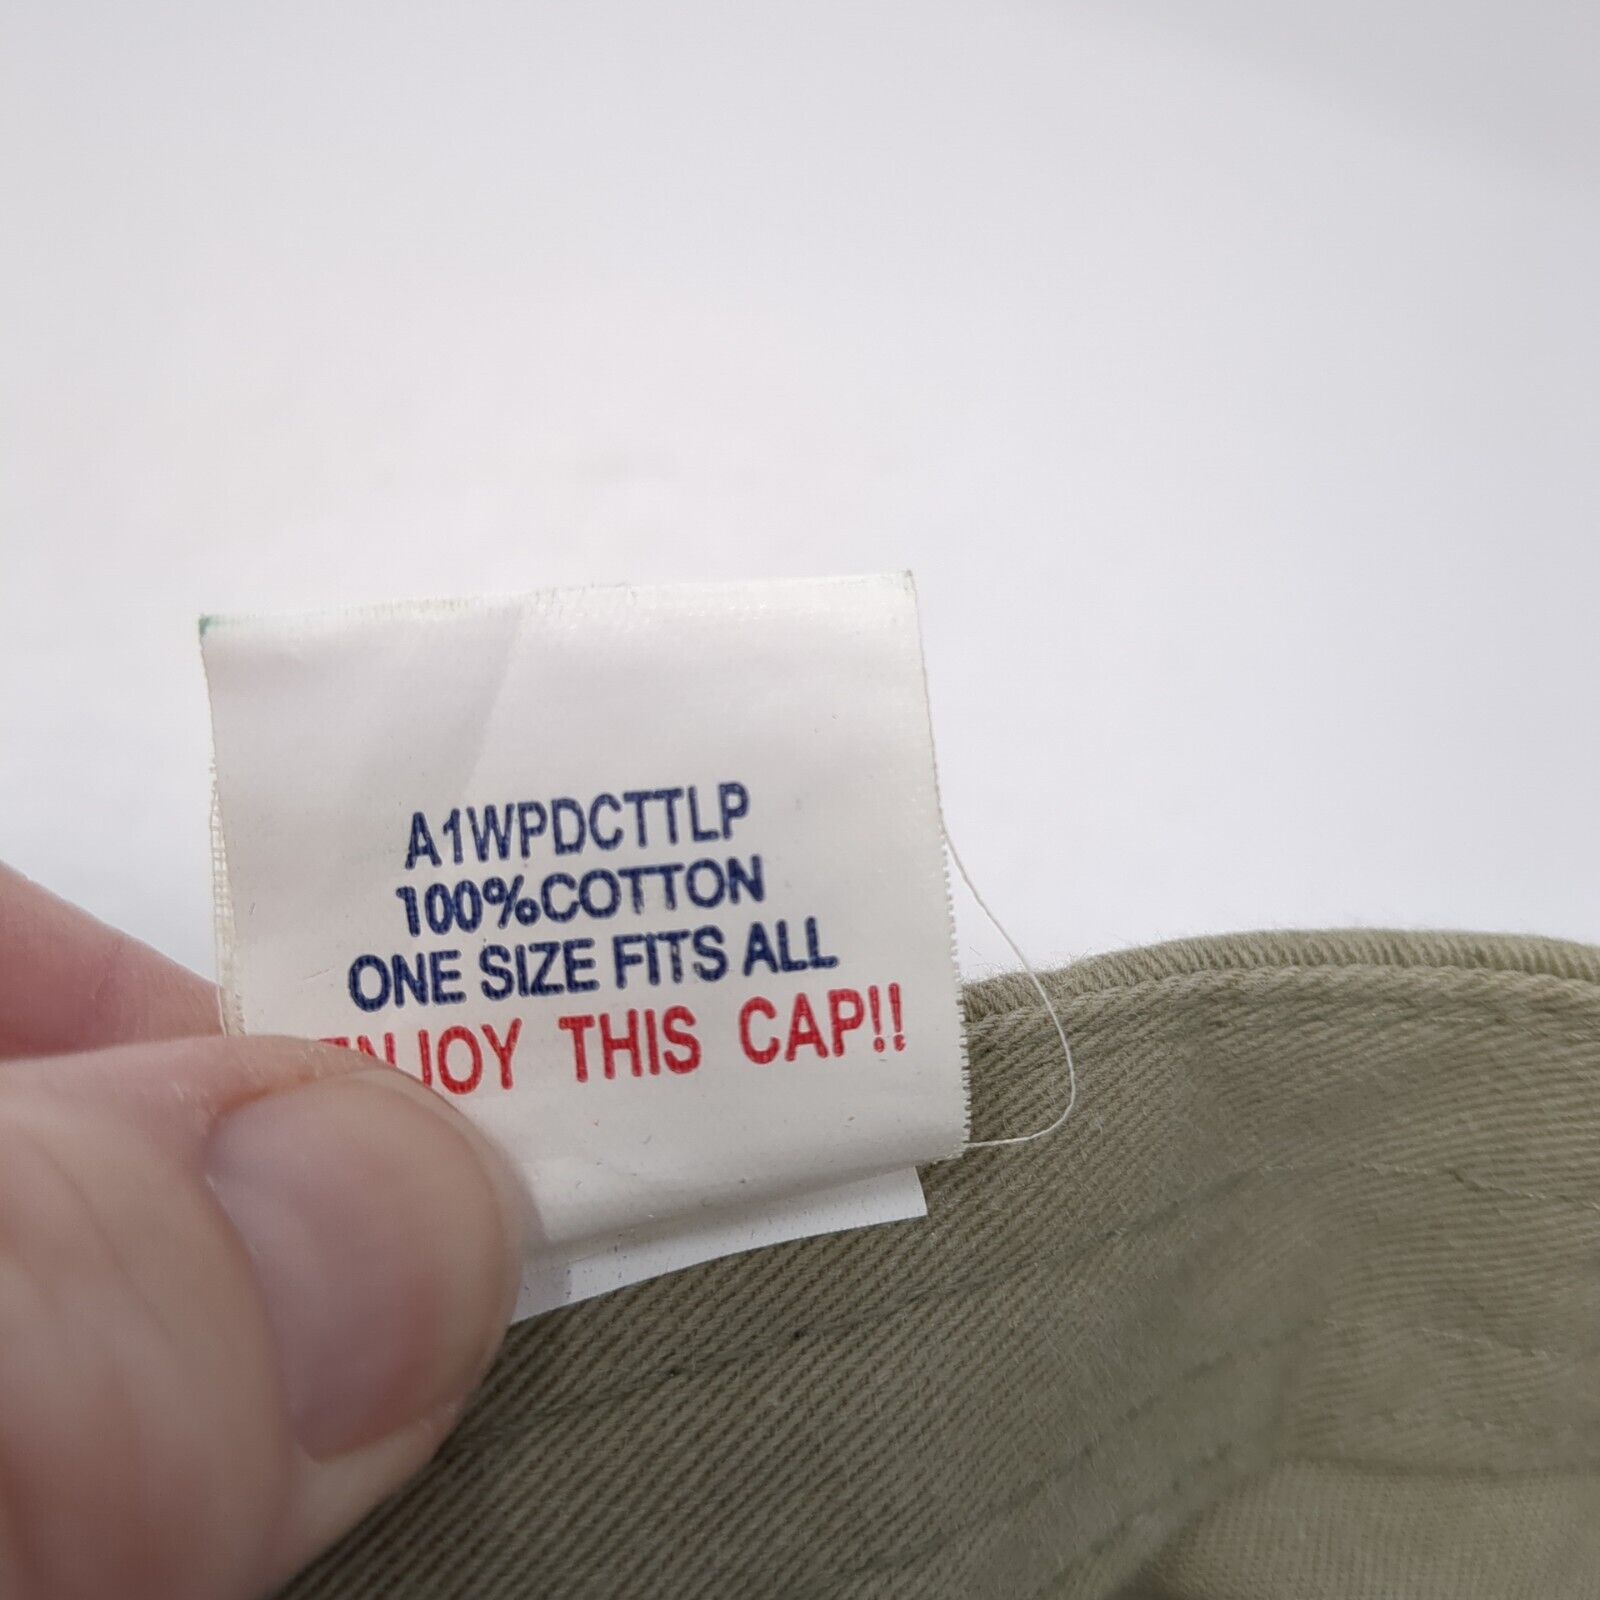 A1WPDCTTLP
100%COTTON
ONE SIZE FITS ALL
ENJOY THIS CAP!!